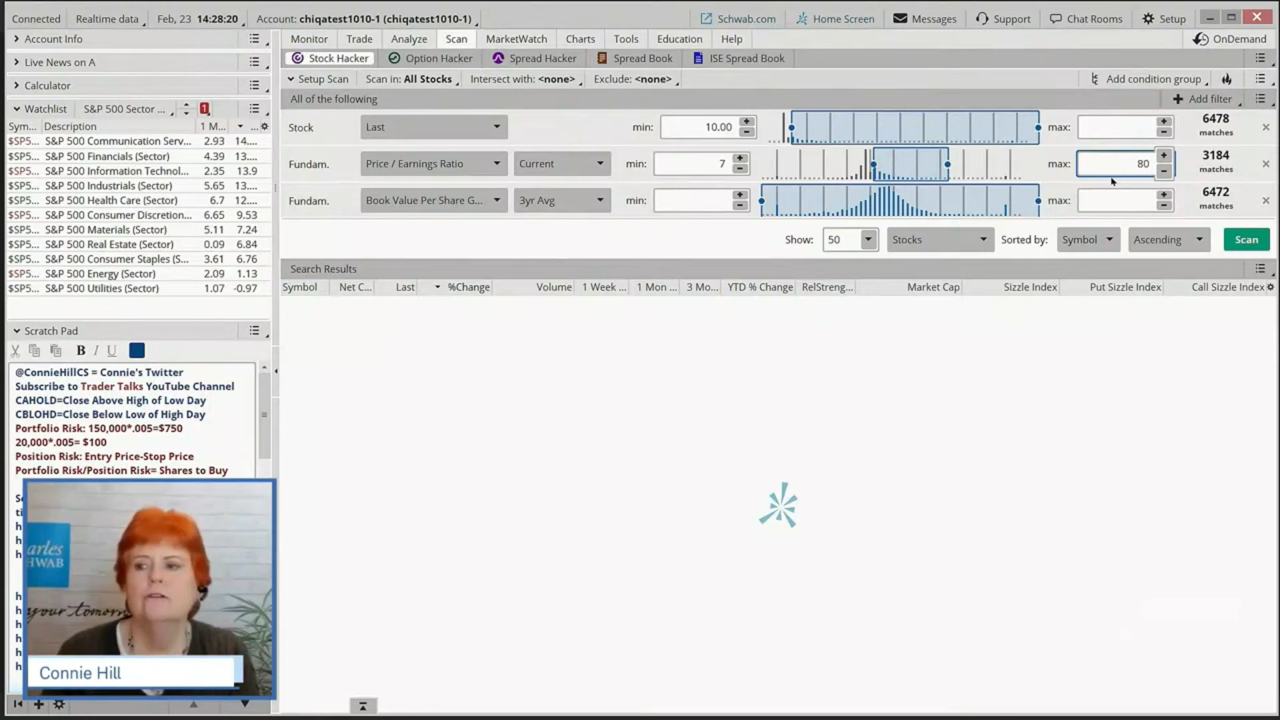 Connected Realtime data Feb, 23 14:28:20 Account: chiqatest1010-1 (chiqatest1010-1) Schwab.com Home Screen Messages Support Chat Rooms Setup
Account Info
Live News on A
Calculator
Watchlist S&P 500 Sector ... 1
Sym... Description 1 M... ...
$SP5... S&P 500 Communication Serv... 2.93 14....
$SP5... S&P 500 Financials (Sector) 4.39 13....
$SP5... S&P 500 Information Technol... 2.35 13.9
$SP5... S&P 500 Industrials (Sector) 5.65 13....
$SP5... S&P 500 Health Care (Sector) 6.7 12....
$SP5... S&P 500 Consumer Discretion... 6.65 9.53
$SP5... S&P 500 Materials (Sector) 5.11 7.24
$SP5... S&P 500 Real Estate (Sector) 0.09 6.84
$SP5... S&P 500 Consumer Staples (S... 3.61 6.76
$SP5... S&P 500 Energy (Sector) 2.09 1.13
$SP5... S&P 500 Utilities (Sector) 1.07 -0.97
Scratch Pad
B I U
@ConnieHillCS = Connie's Twitter
Subscribe to Trader Talks YouTube Channel
CAHOLD=Close Above High of Low Day
CBLOHD=Close Below Low of High Day
Portfolio Risk: 150,000*.005=$750
20,000*.005= $100
Position Risk: Entry Price-Stop Price
Portfolio Risk/Position Risk= Shares to Buy
arles
HWAB
your tomorr
Connie Hill
Monitor Trade Analyze Scan MarketWatch Charts Tools Education Help OnDemand
Stock Hacker Option Hacker Spread Hacker Spread Book ISE Spread Book
Setup Scan Scan in: All Stocks Intersect with: <none> Exclude: <none> Add condition group
All of the following Add filter
Stock Last min: 10.00 max: 6478 matches
Fundam. Price / Earnings Ratio Current min: 7 max: 80 3184 matches
Fundam. Book Value Per Share G... 3yr Avg min: max: 6472 matches
Show: 50 Stocks Sorted by: Symbol Ascending Scan
Search Results
Symbol Net C... Last %Change Volume 1 Week ... 1 Mon ... 3 Mo... YTD % Change RelStreng... Market Cap Sizzle Index Put Sizzle Index Call Sizzle Index